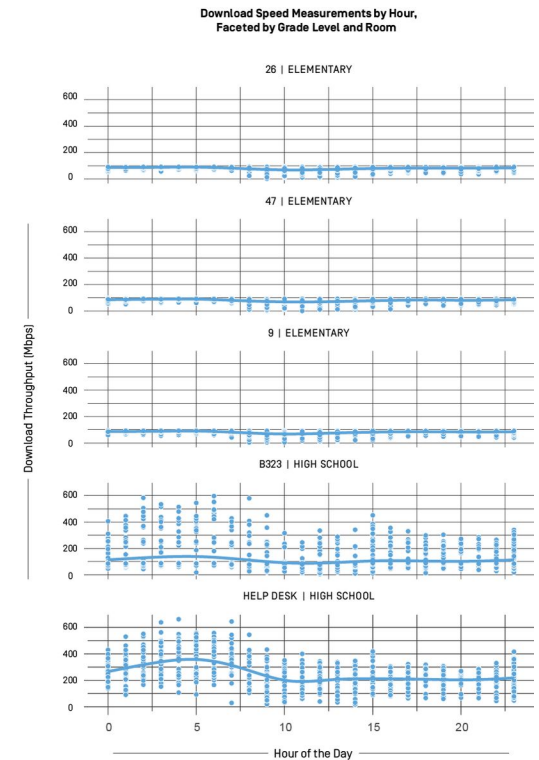 Download Speed Measurements by Hour,
Faceted by Grade Level and Room
Download Throughput (Mbps)
26 | ELEMENTARY
600
400
200
0
47 | ELEMENTARY
600
400
200
0
9 | ELEMENTARY
600
400
200
0
B323 | HIGH SCHOOL
600
400
200
0
HELP DESK | HIGH SCHOOL
600
400
200
0
0 5 10 15 20
Hour of the Day